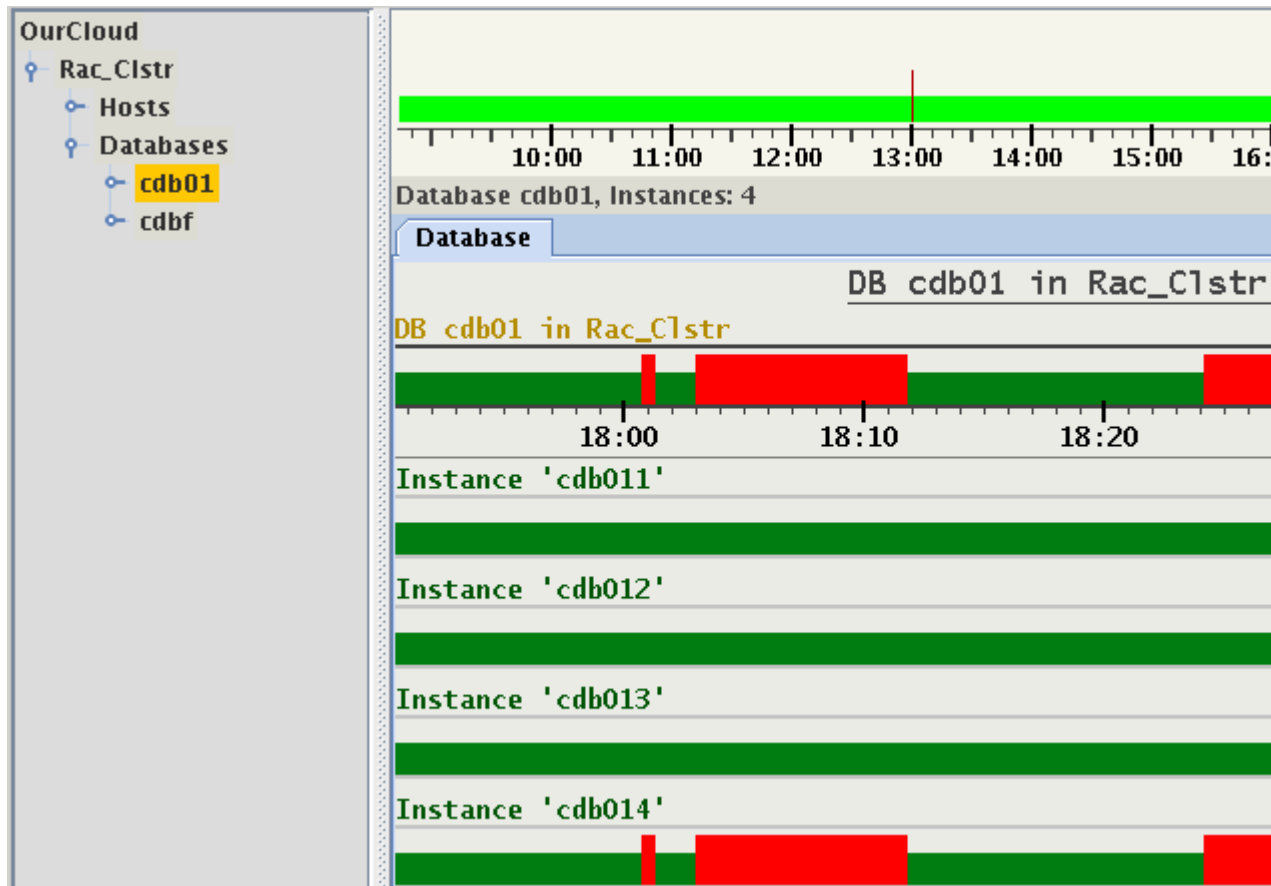 OurCloud
Rac_Clstr
Hosts
Databases
cdb01
cdbf
10:00 11:00 12:00 13:00 14:00 15:00 16:
Database cdb01, Instances: 4
Database
DB cdb01 in Rac_Clstr
DB cdb01 in Rac_Clstr
18:00 18:10 18:20
Instance 'cdb011'
Instance 'cdb012'
Instance 'cdb013'
Instance 'cdb014'